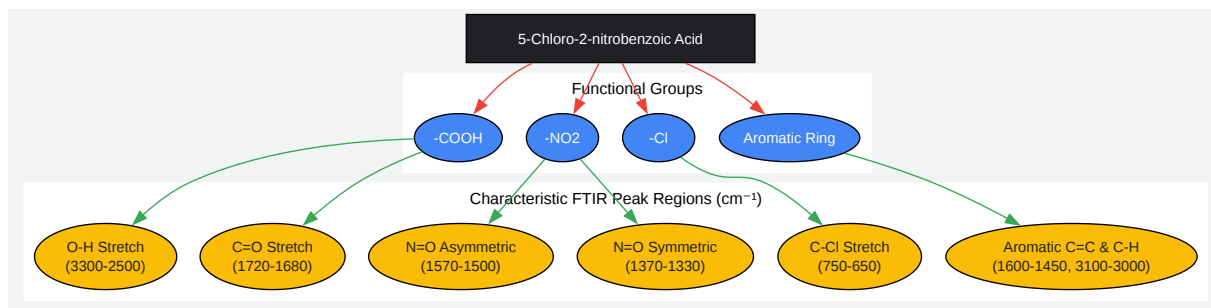 5-Chloro-2-nitrobenzoic Acid
Functional Groups
-COOH
-NO2
-Cl
Aromatic Ring
Characteristic FTIR Peak Regions (cm⁻¹)
O-H Stretch
(3300-2500)
C=O Stretch
(1720-1680)
N=O Asymmetric
(1570-1500)
N=O Symmetric
(1370-1330)
C-Cl Stretch
(750-650)
Aromatic C=C & C-H
(1600-1450, 3100-3000)